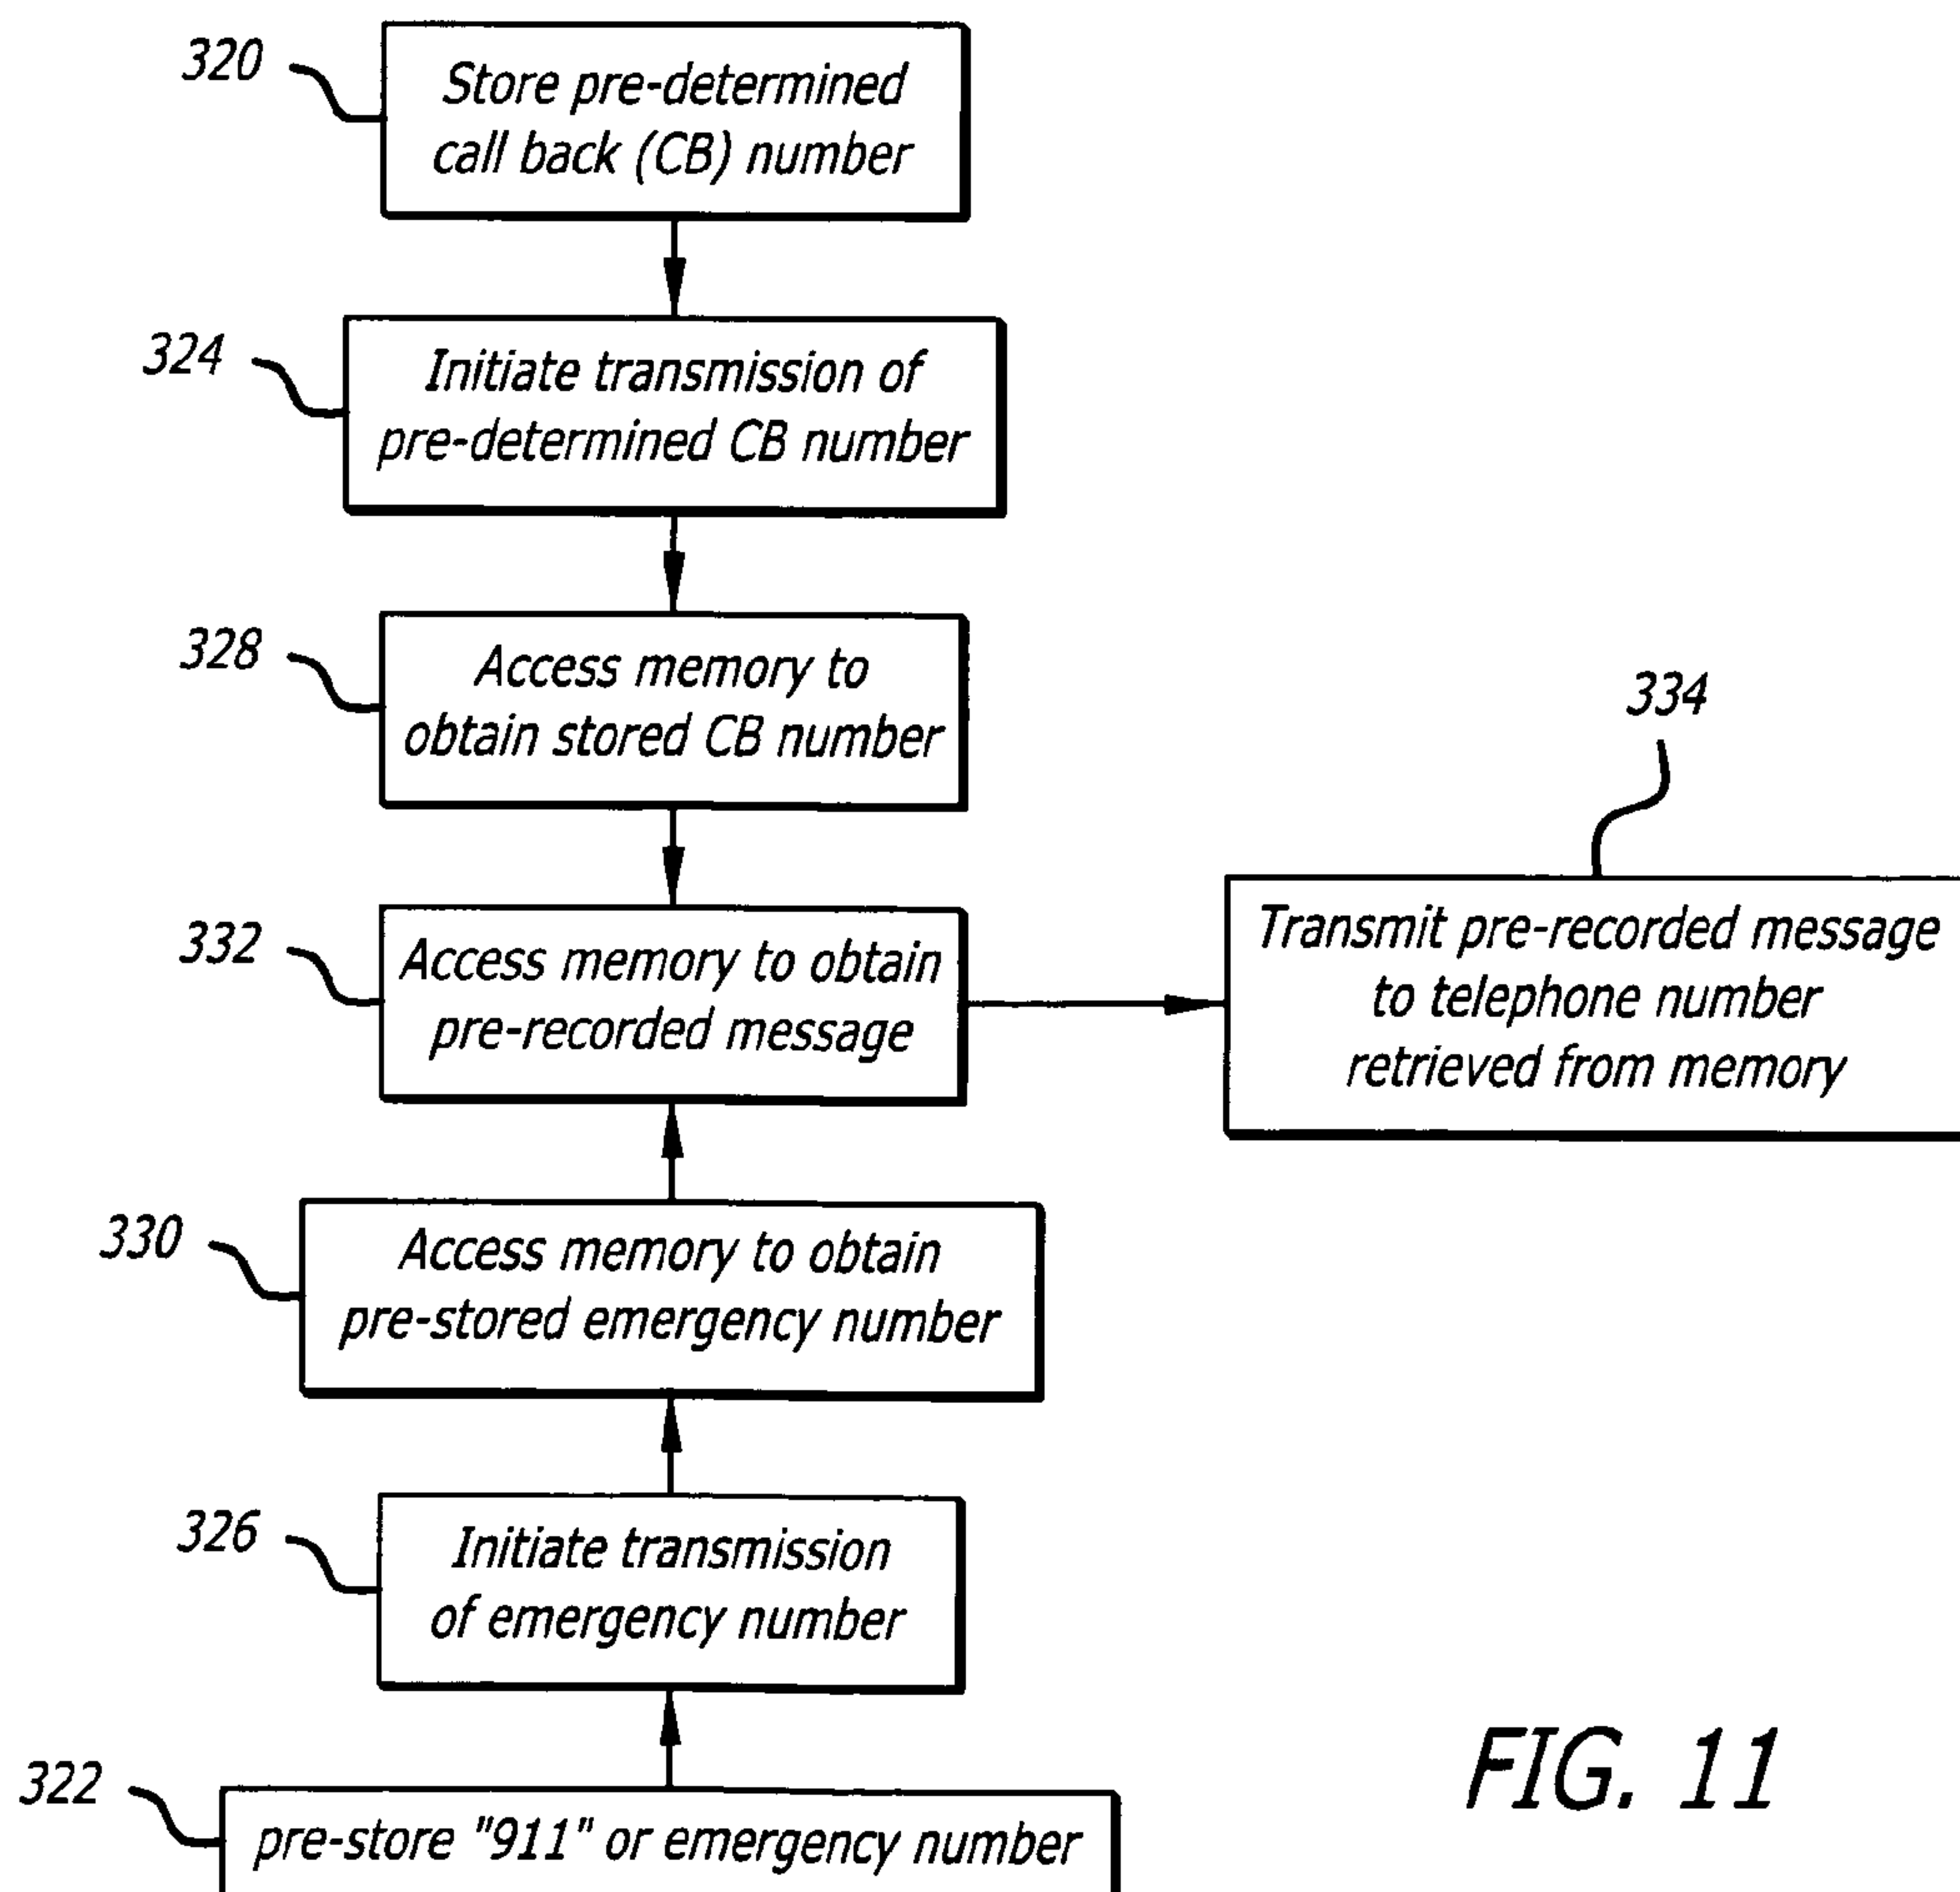 320
Store pre-determined
call back (CB) number
324
Initiate transmission of
pre-determined CB number
328
Access memory to
obtain stored CB number
334
332
Access memory to obtain
pre-recorded message
Transmit pre-recorded message
to telephone number
retrieved from memory
330
Access memory to obtain
pre-stored emergency number
326
Initiate transmission
of emergency number
322
pre-store "911" or emergency number
FIG. 11